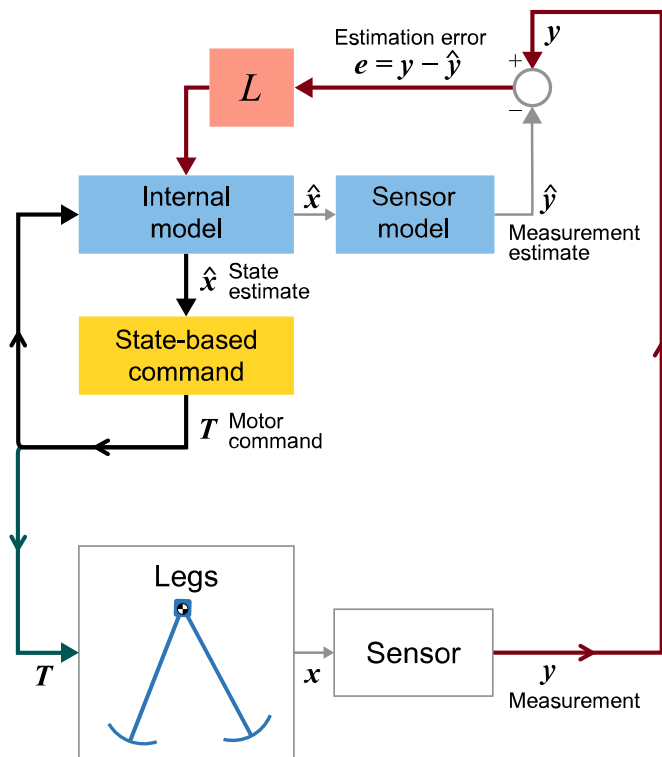 y
Estimation error
e = y − ŷ
+
−
L
Internal
model
x̂
Sensor
model
ŷ
Measurement
estimate
x̂
State
estimate
State-based
command
T
Motor
command
Legs
T
x
Sensor
y
Measurement